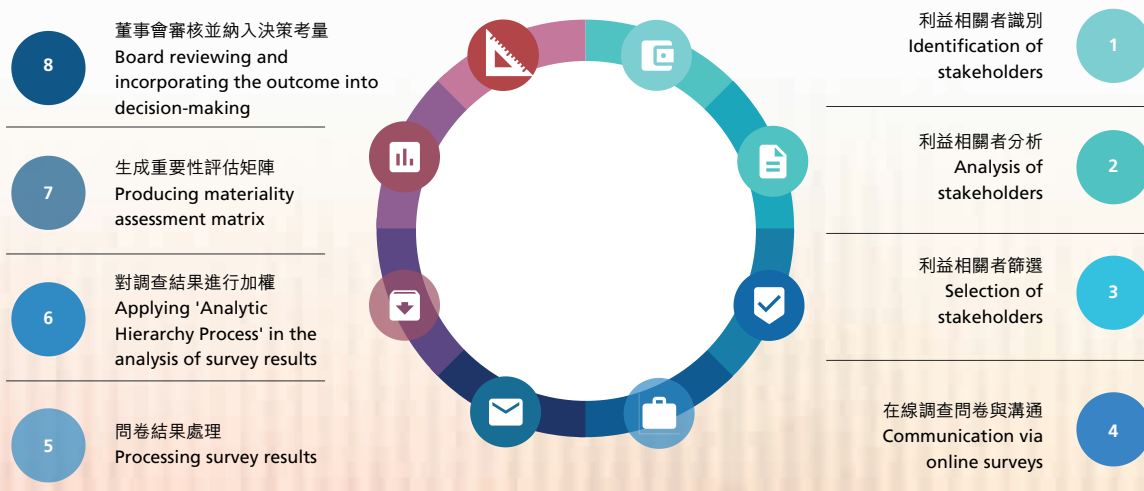 1
利益相關者識別
Identification of
stakeholders
2
利益相關者分析
Analysis of
stakeholders
3
利益相關者篩選
Selection of
stakeholders
4
在線調查問卷與溝通
Communication via
online surveys
5
問卷結果處理
Processing survey results
6
對調查結果進行加權
Applying 'Analytic
Hierarchy Process' in the
analysis of survey results
7
生成重要性評估矩陣
Producing materiality
assessment matrix
8
董事會審核並納入決策考量
Board reviewing and
incorporating the outcome into
decision-making